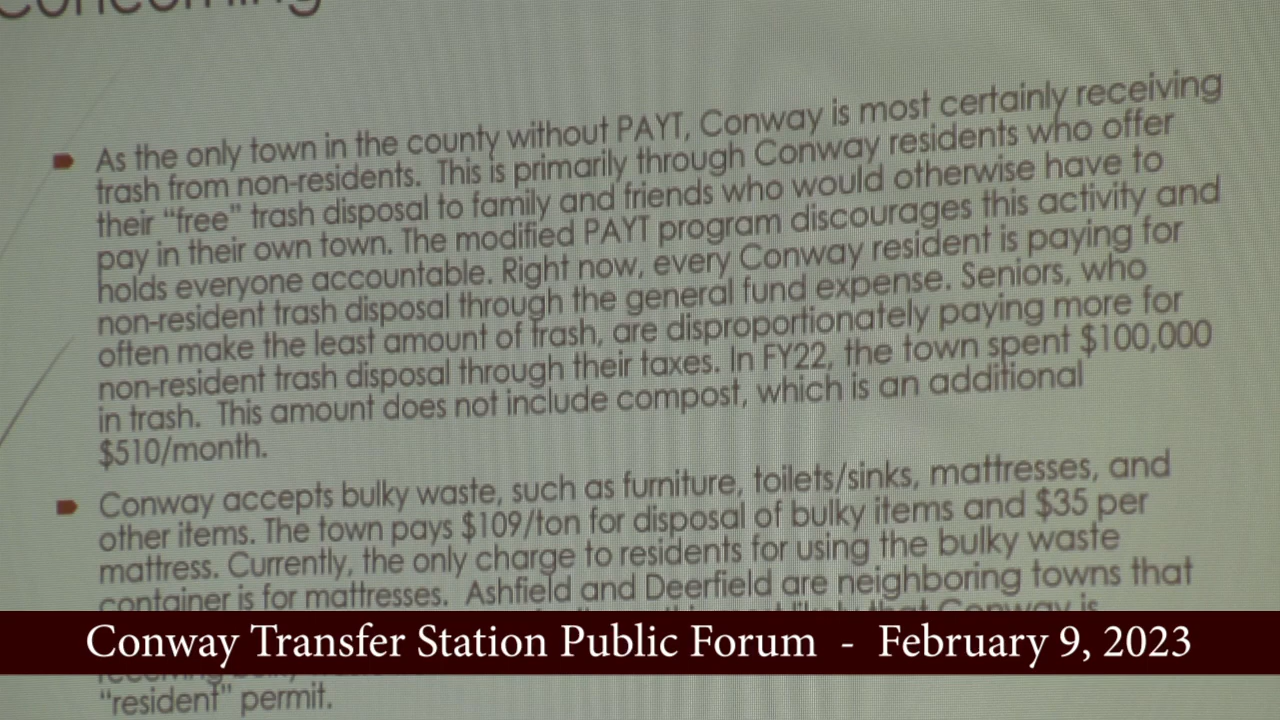 As the only town in the county without PAYT, Conway is most certainly receiving
trash from non-residents. This is primarily through Conway residents who offer
their "free" trash disposal to family and friends who would otherwise have to
pay in their own town. The modified PAYT program discourages this activity and
holds everyone accountable. Right now, every Conway resident is paying for
non-resident trash disposal through the general fund expense. Seniors, who
often make the least amount of trash, are disproportionately paying more for
non-resident trash disposal through their taxes. In FY22, the town spent $100,000
in trash. This amount does not include compost, which is an additional
$510/month.
Conway accepts bulky waste, such as furniture, toilets/sinks, mattresses, and
other items. The town pays $109/ton for disposal of bulky items and $35 per
mattress. Currently, the only charge to residents for using the bulky waste
container is for mattresses. Ashfield and Deerfield are neighboring towns that
likely that Conway is
Conway Transfer Station Public Forum - February 9, 2023
"resident" permit.